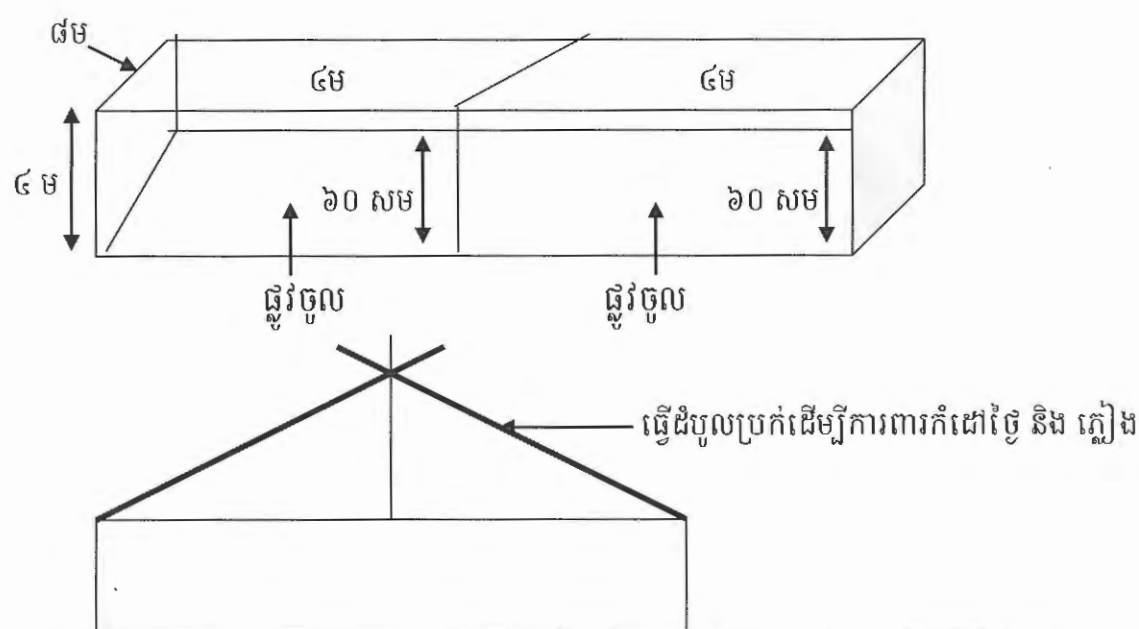 ៨ម
៤ម ៤ម
៤ ម
៦០ សម ៦០ សម
ផ្លូវចូល ផ្លូវចូល
ធ្វើដំបូលប្រក់ដើម្បីការពារកំដៅថ្ងៃ និង ភ្លៀង